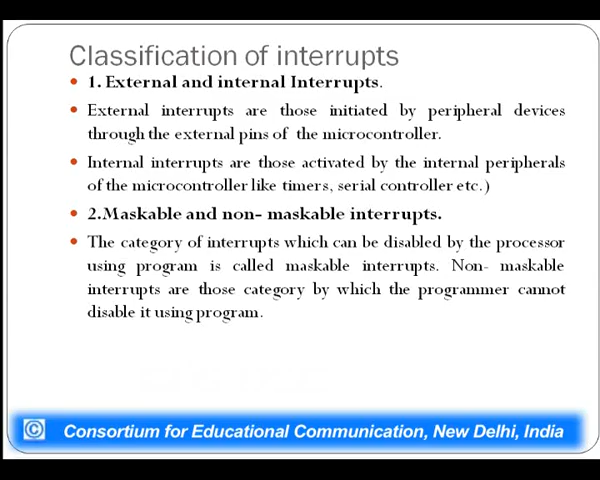 Classification of interrupts
• 1. External and internal Interrupts.
• External interrupts are those initiated by peripheral devices
through the external pins of the microcontroller.
• Internal interrupts are those activated by the internal peripherals
of the microcontroller like timers, serial controller etc.)
• 2.Maskable and non- maskable interrupts.
• The category of interrupts which can be disabled by the processor
using program is called maskable interrupts. Non- maskable
interrupts are those category by which the programmer cannot
disable it using program.
© Consortium for Educational Communication, New Delhi, India